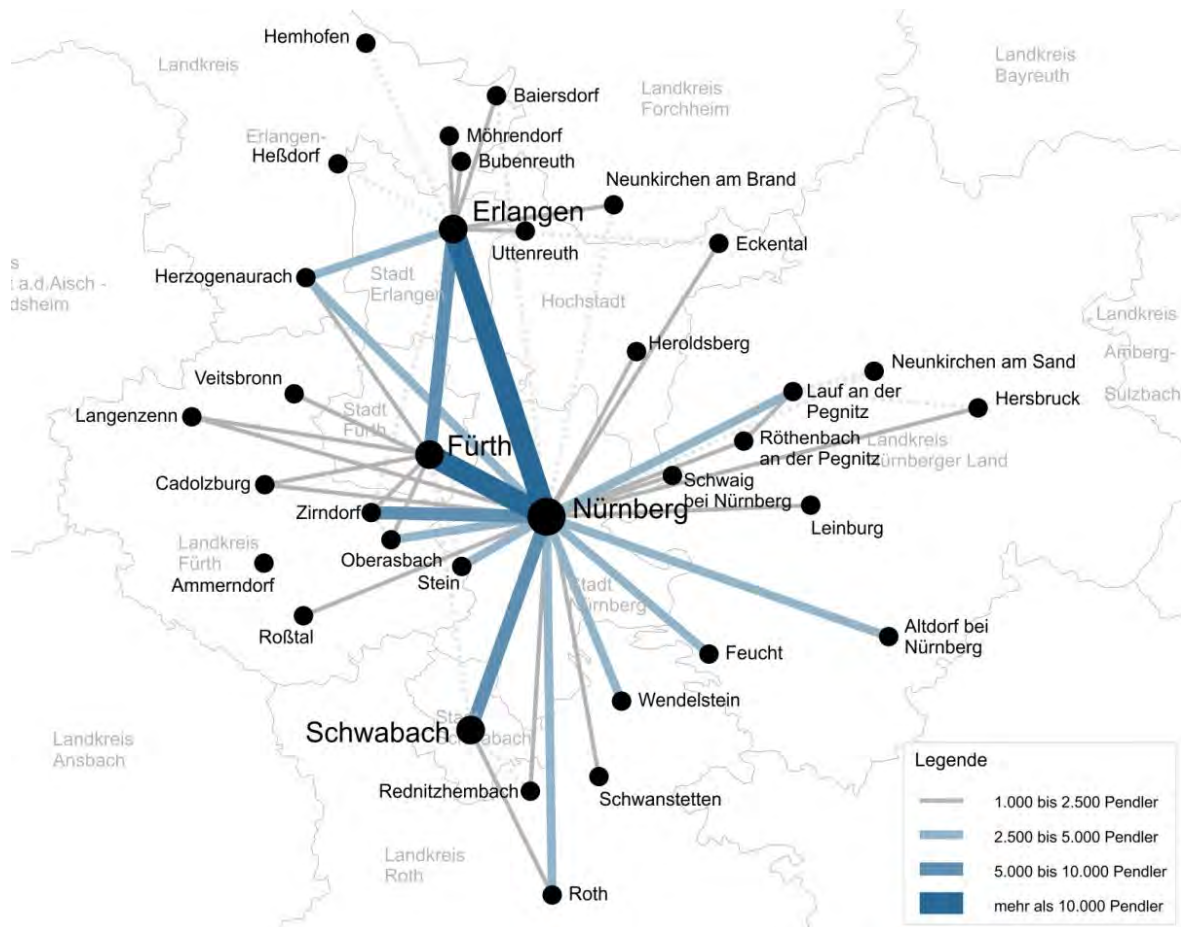 Hemhofen
Landkreis
Landkreis
Bayreuth
Baiersdorf
Landkreis
Forchheim
Möhrendorf
Erlangen-
Heßdorf
Bubenreuth
Neunkirchen am Brand
Erlangen
Uttenreuth
Eckental
Herzogenaurach
Stadt
Erlangen
Hochstadt
s
t a.d.Aisch -
dsheim
Landkreis
Amberg-
Sulzbach
Heroldsberg
Neunkirchen am Sand
Veitsbronn
Lauf an der
Pegnitz
Hersbruck
Langenzenn
Stadt
Fürth
Fürth
Röthenbach
an der Pegnitz
Landkreis
Nürnberger Land
Cadolzburg
Schwaig
bei Nürnberg
Zirndorf
Nürnberg
Leinburg
Landkreis
Fürth
Oberasbach
Stein
Ammerndorf
Stadt
Nürnberg
Roßtal
Altdorf bei
Nürnberg
Feucht
Wendelstein
Schwabach
Stadt
Schwabach
Landkreis
Ansbach
Rednitzhembach
Schwanstetten
Landkreis
Roth
Roth
Legende
1.000 bis 2.500 Pendler
2.500 bis 5.000 Pendler
5.000 bis 10.000 Pendler
mehr als 10.000 Pendler